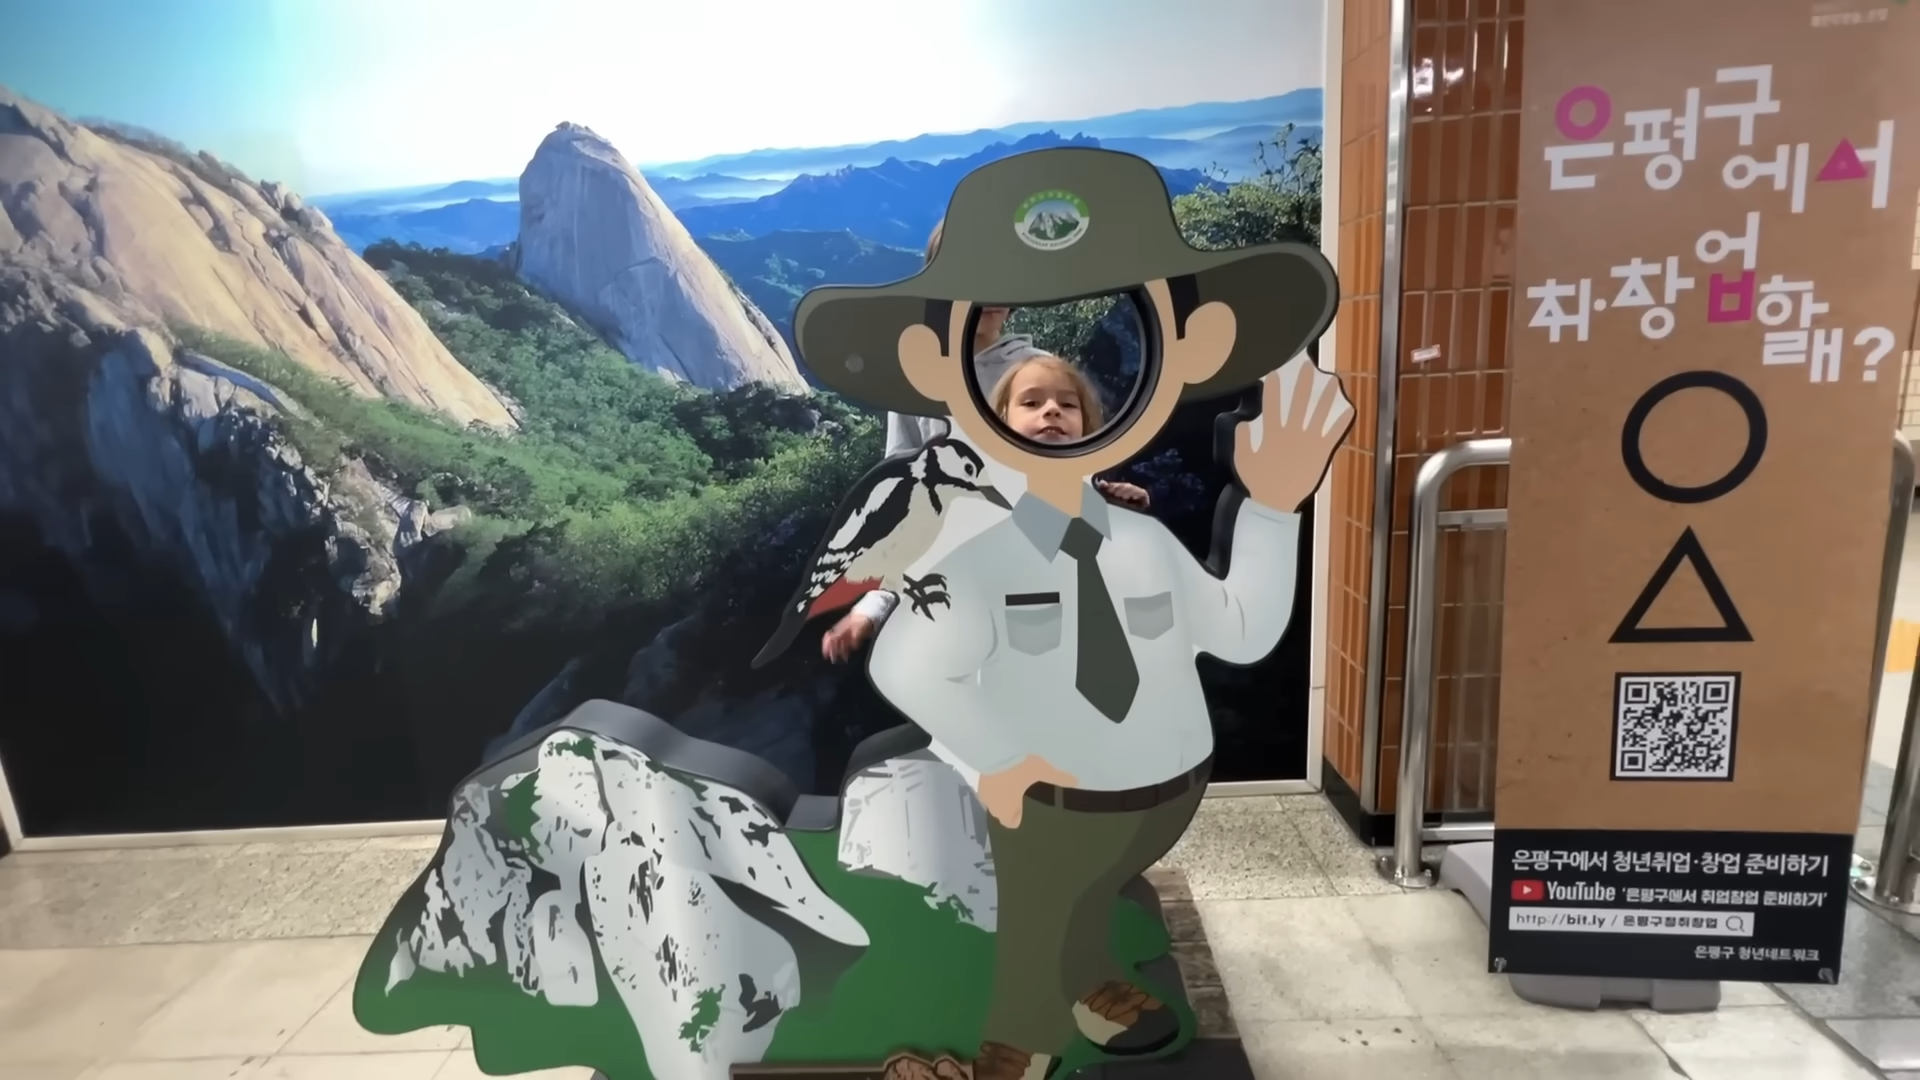 은평구
에서
취·창업할래?
은평구에서 청년취업·창업 준비하기
YouTube '은평구에서 취업창업 준비하기'
http://bit.ly / 은평구청취창업
은평구 청년네트워크